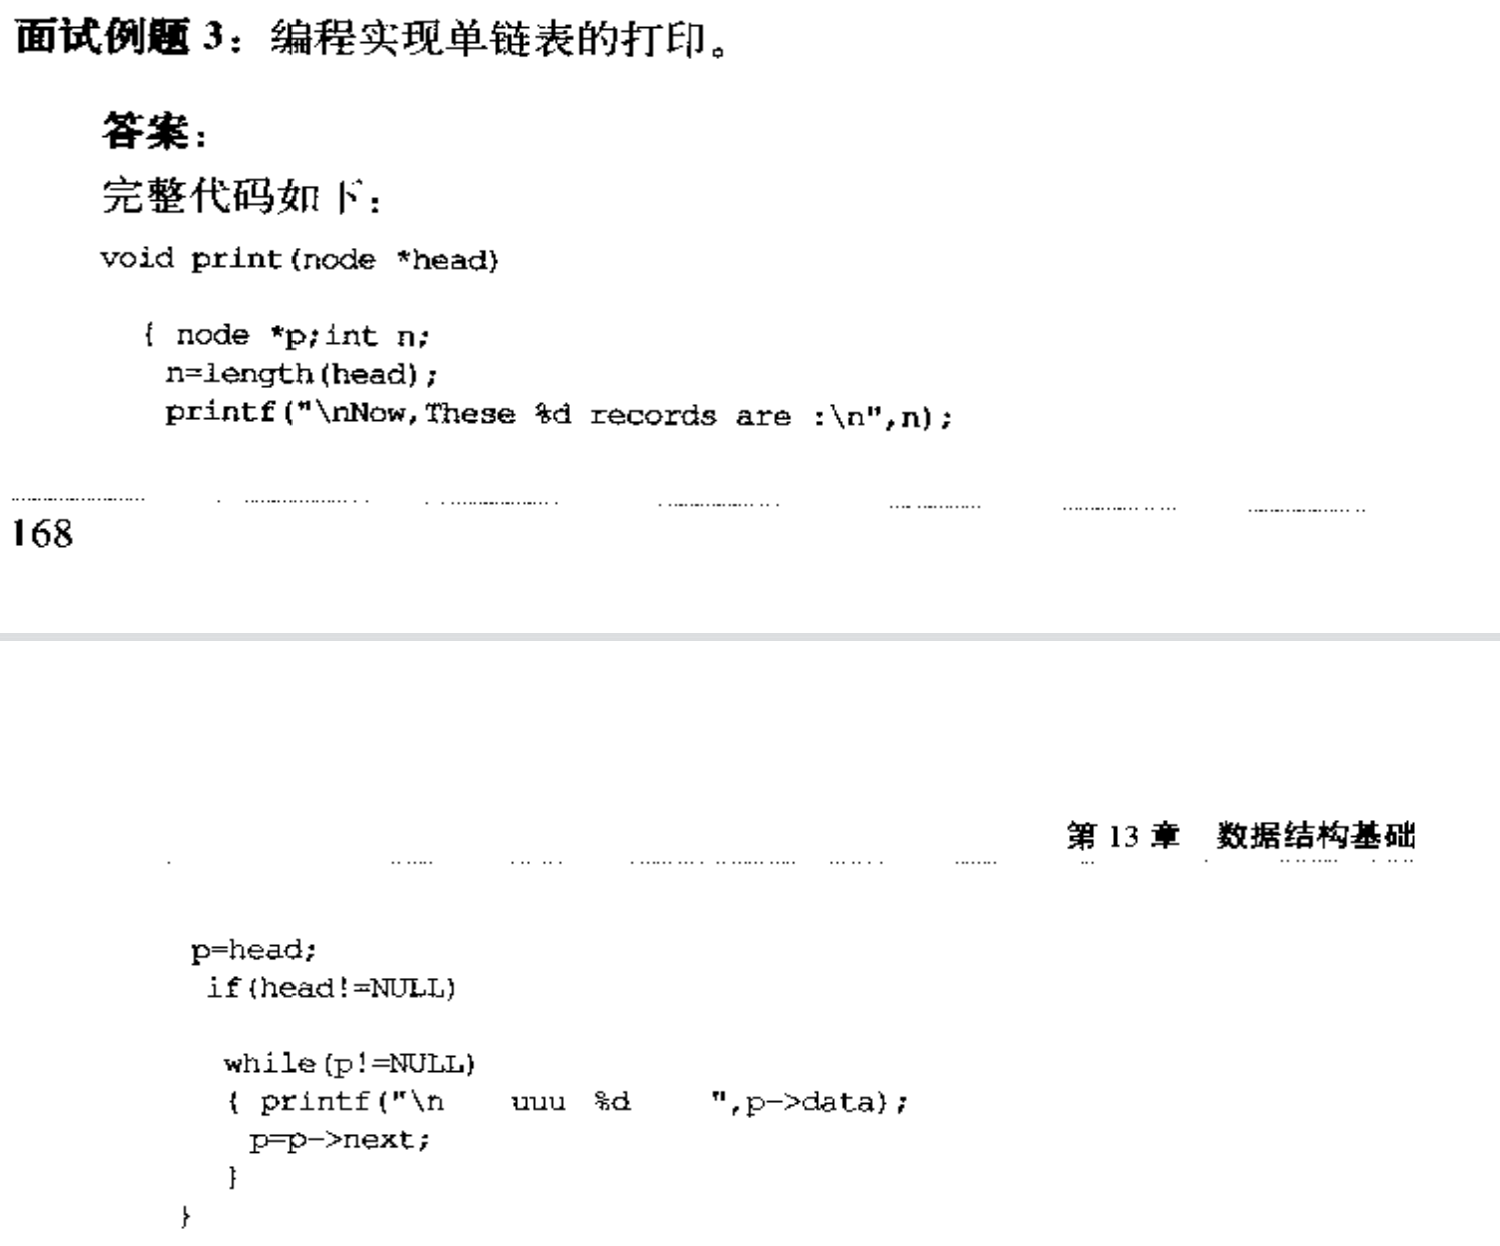 面试例题 3：编程实现单链表的打印。
答案：
完整代码如下：
void print(node *head)
{ node *p;int n;
n=length(head);
printf("\nNow,These %d records are :\n",n);
168
第 13 章 数据结构基础
p=head;
if(head!=NULL)
while(p!=NULL)
{ printf("\n    uuu %d    ",p->data);
p=p->next;
}
}